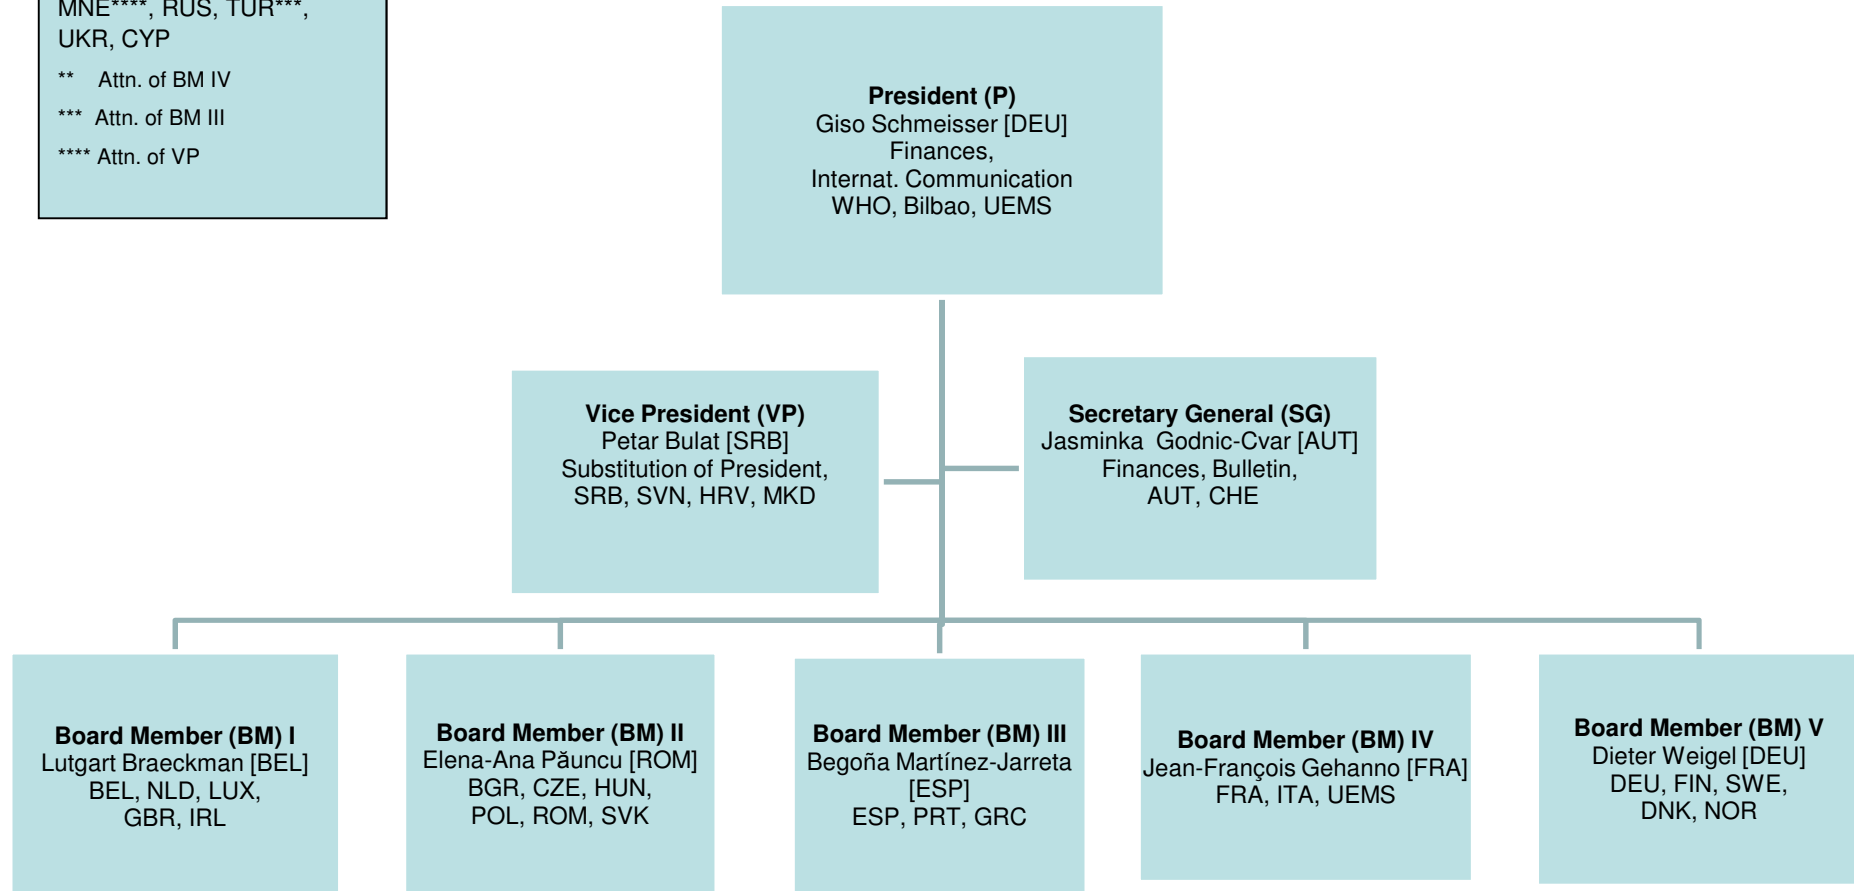 MNE****, RUS, TUR***,
UKR, CYP
** Attn. of BM IV
*** Attn. of BM III
**** Attn. of VP
President (P)
Giso Schmeisser [DEU]
Finances,
Internat. Communication
WHO, Bilbao, UEMS
Vice President (VP)
Petar Bulat [SRB]
Substitution of President,
SRB, SVN, HRV, MKD
Secretary General (SG)
Jasminka Godnic-Cvar [AUT]
Finances, Bulletin,
AUT, CHE
Board Member (BM) I
Lutgart Braeckman [BEL]
BEL, NLD, LUX,
GBR, IRL
Board Member (BM) II
Elena-Ana Păuncu [ROM]
BGR, CZE, HUN,
POL, ROM, SVK
Board Member (BM) III
Begoña Martínez-Jarreta
[ESP]
ESP, PRT, GRC
Board Member (BM) IV
Jean-François Gehanno [FRA]
FRA, ITA, UEMS
Board Member (BM) V
Dieter Weigel [DEU]
DEU, FIN, SWE,
DNK, NOR